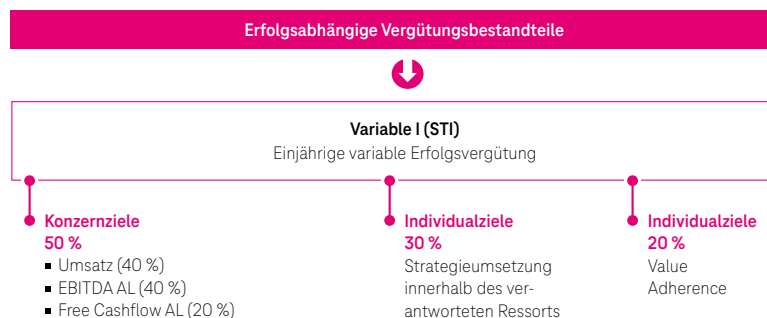 Erfolgsabhängige Vergütungsbestandteile
Variable I (STI)
Einjährige variable Erfolgsvergütung
Konzernziele
50 %
▪ Umsatz (40 %)
▪ EBITDA AL (40 %)
▪ Free Cashflow AL (20 %)
Individualziele
30 %
Strategieumsetzung
innerhalb des ver-
antworteten Ressorts
Individualziele
20 %
Value
Adherence